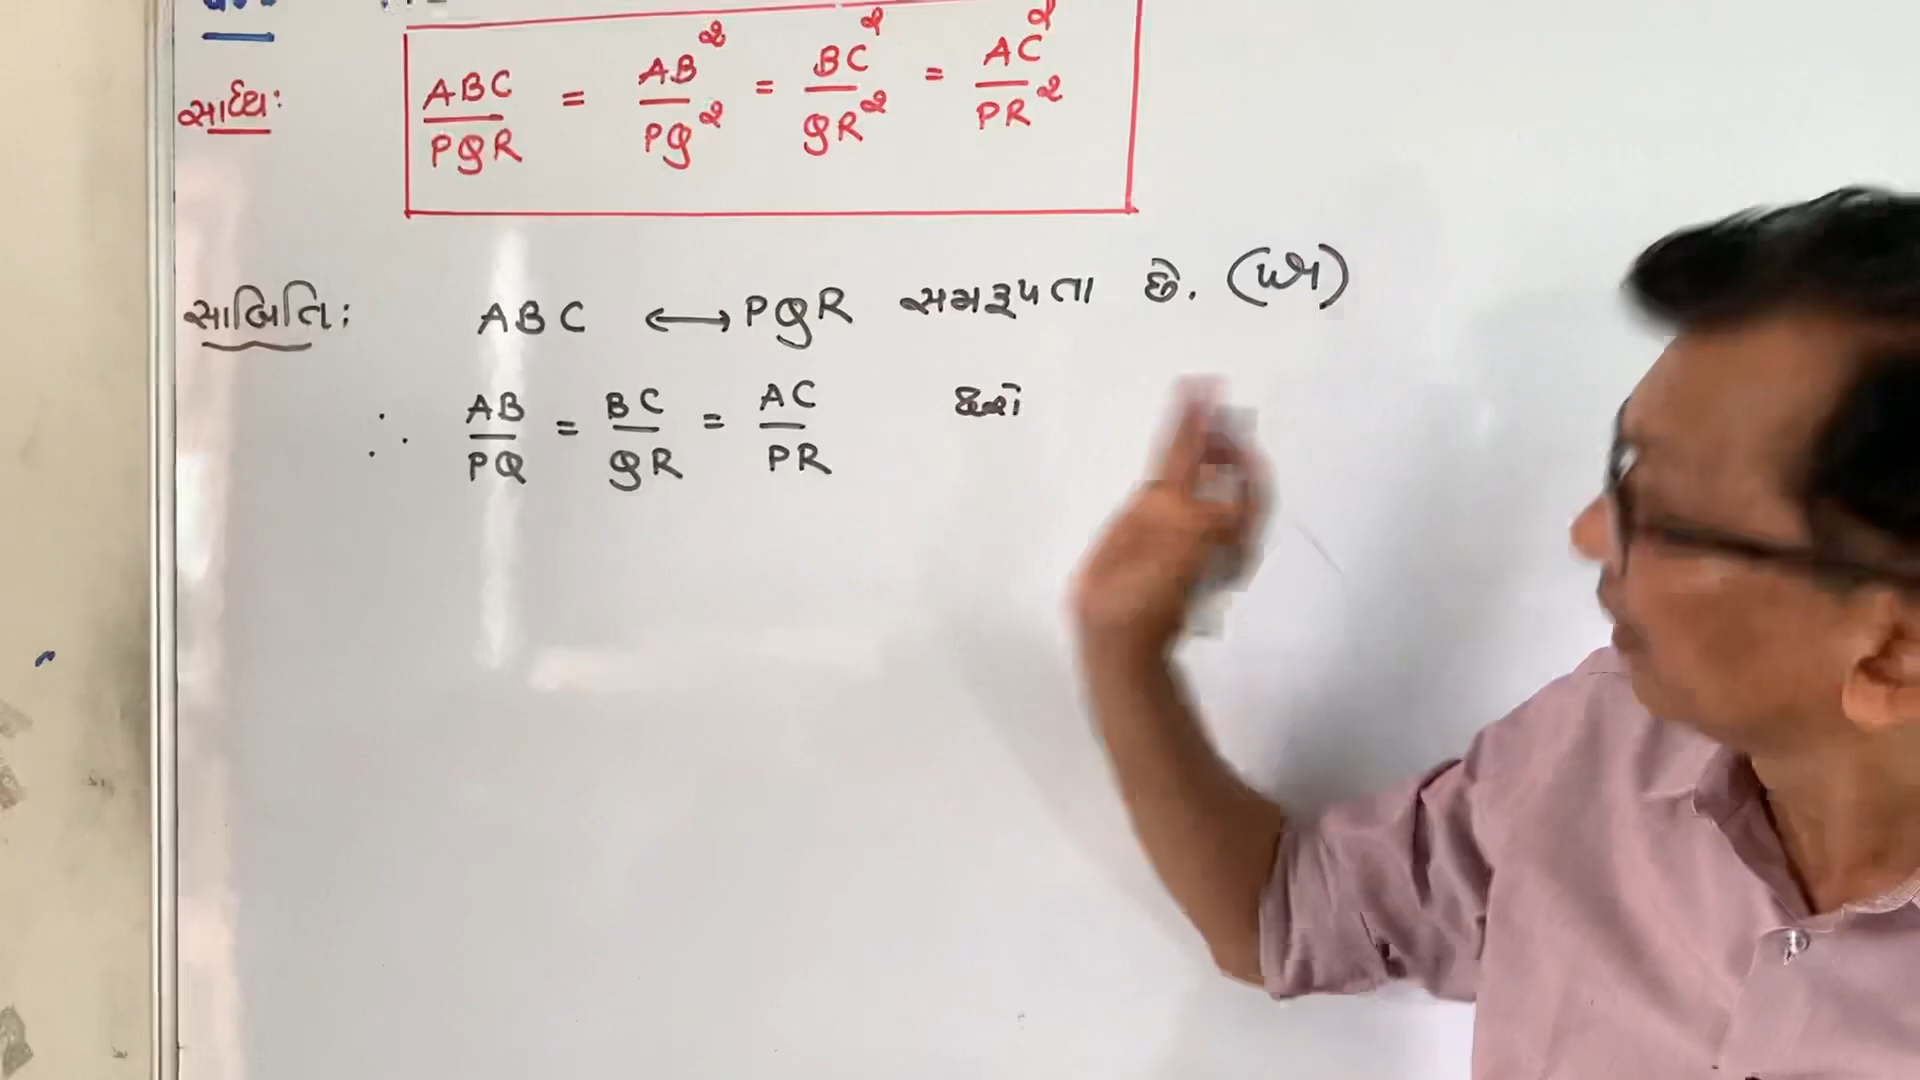 સાધ્ય: ABC/PQR = AB²/PQ² = BC²/QR² = AC²/PR²
સાબિતિ: ABC ↔ PQR સમરૂપતા છે. (પક્ષ)
∴ AB/PQ = BC/QR = AC/PR